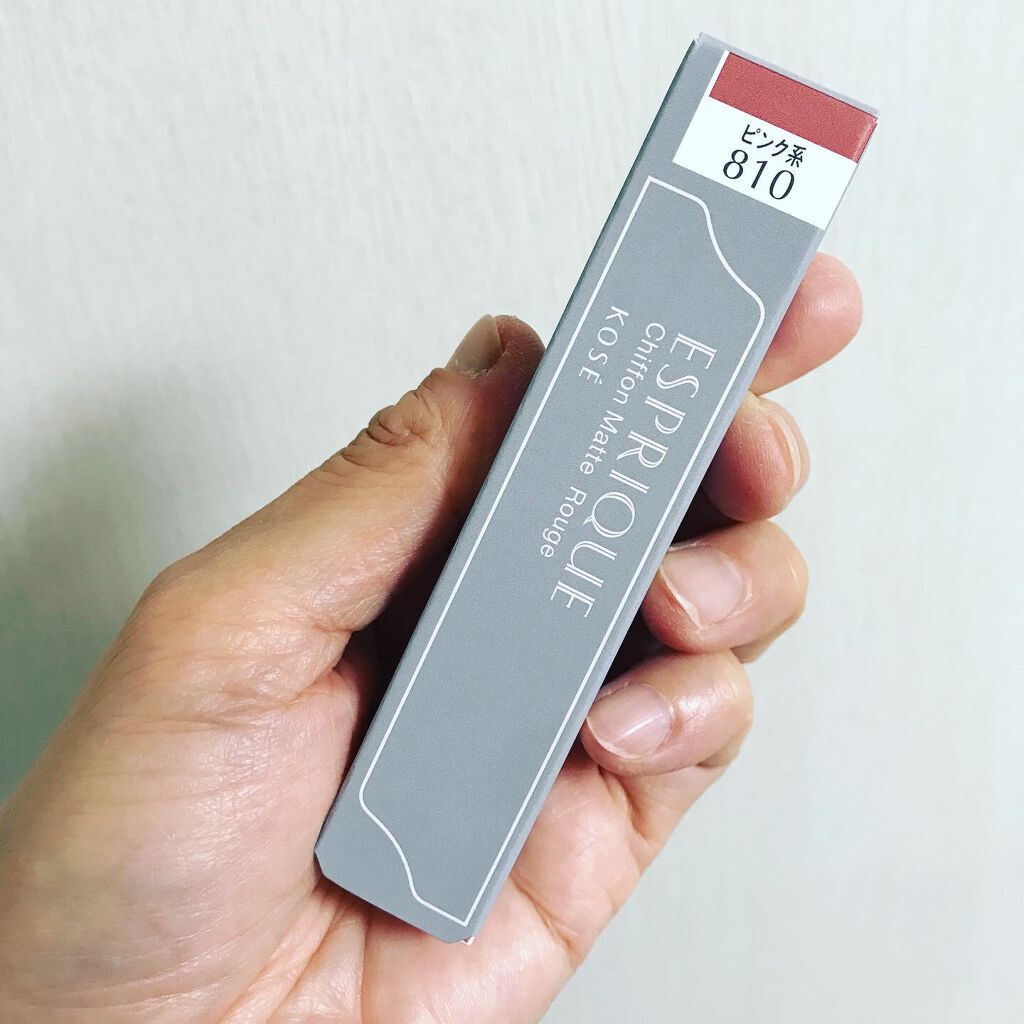 ピンク系
810
ESPRIQUE
Chiffon Matte Rouge
KOSÉ